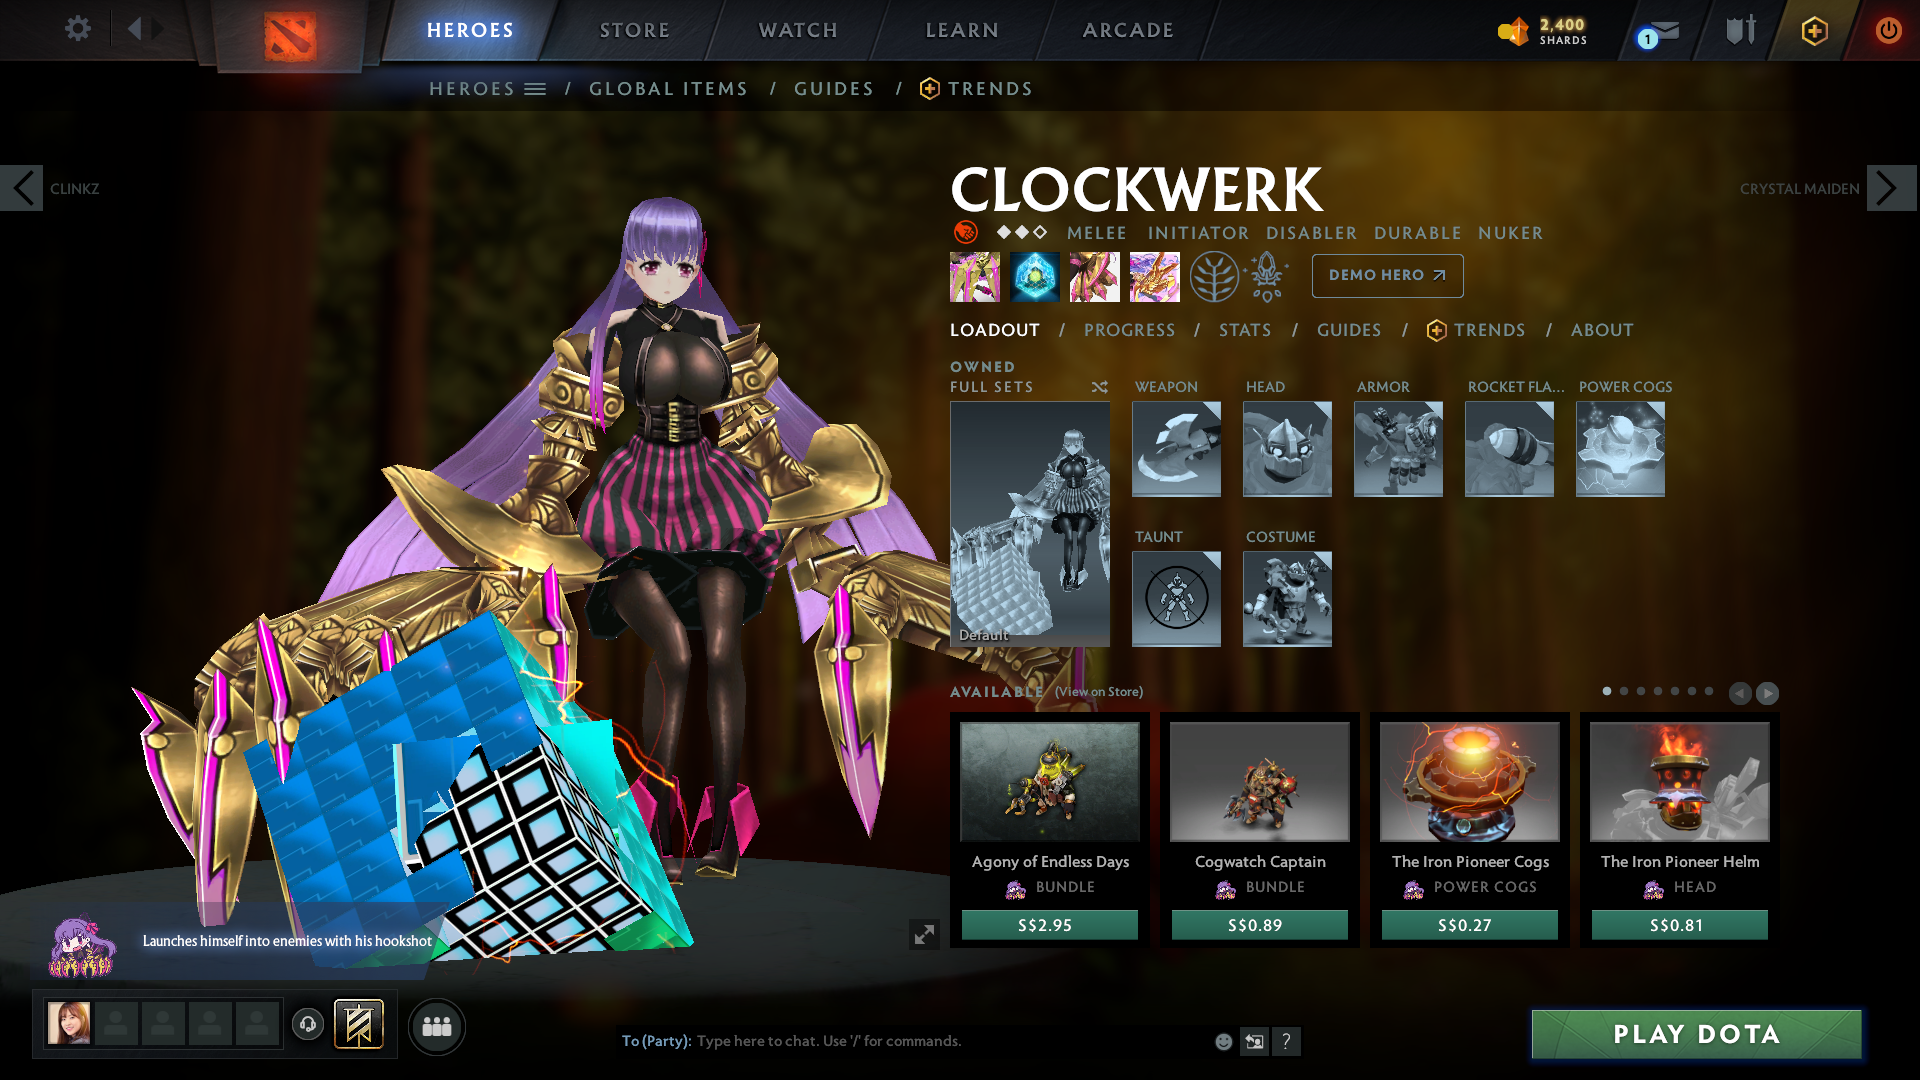 HEROES
STORE
WATCH
LEARN
ARCADE
2,400
SHARDS
1
HEROES / GLOBAL ITEMS / GUIDES / TRENDS
CLINKZ
CRYSTAL MAIDEN
CLOCKWERK
MELEE INITIATOR DISABLER DURABLE NUKER
DEMO HERO
LOADOUT / PROGRESS / STATS / GUIDES / TRENDS / ABOUT
OWNED
FULL SETS
WEAPON
HEAD
ARMOR
ROCKET FLA...
POWER COGS
TAUNT
COSTUME
Default
AVAILABLE (View on Store)
Agony of Endless Days
BUNDLE
S$2.95
Cogwatch Captain
BUNDLE
S$0.89
The Iron Pioneer Cogs
POWER COGS
S$0.27
The Iron Pioneer Helm
HEAD
S$0.81
Launches himself into enemies with his hookshot
To (Party): Type here to chat. Use '/' for commands.
?
PLAY DOTA